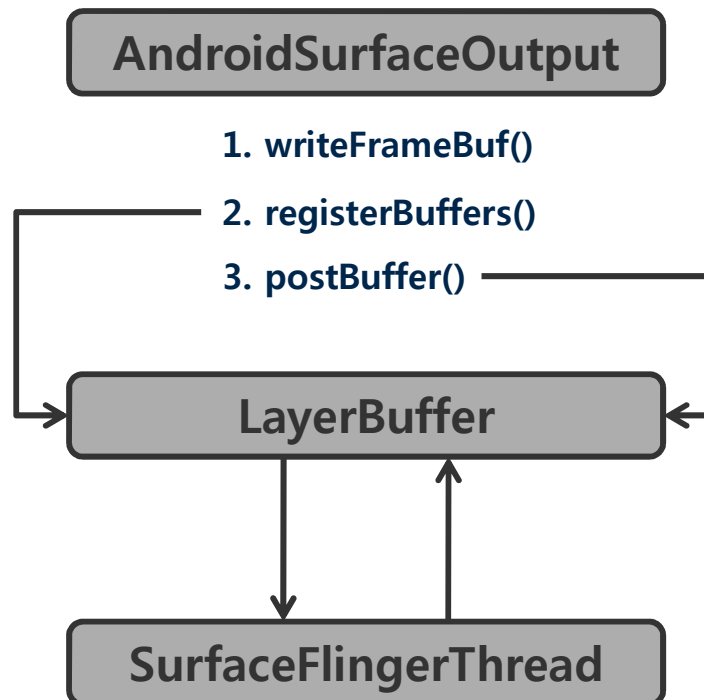 AndroidSurfaceOutput
1. writeFrameBuf()
2. registerBuffers()
3. postBuffer()
LayerBuffer
SurfaceFlingerThread